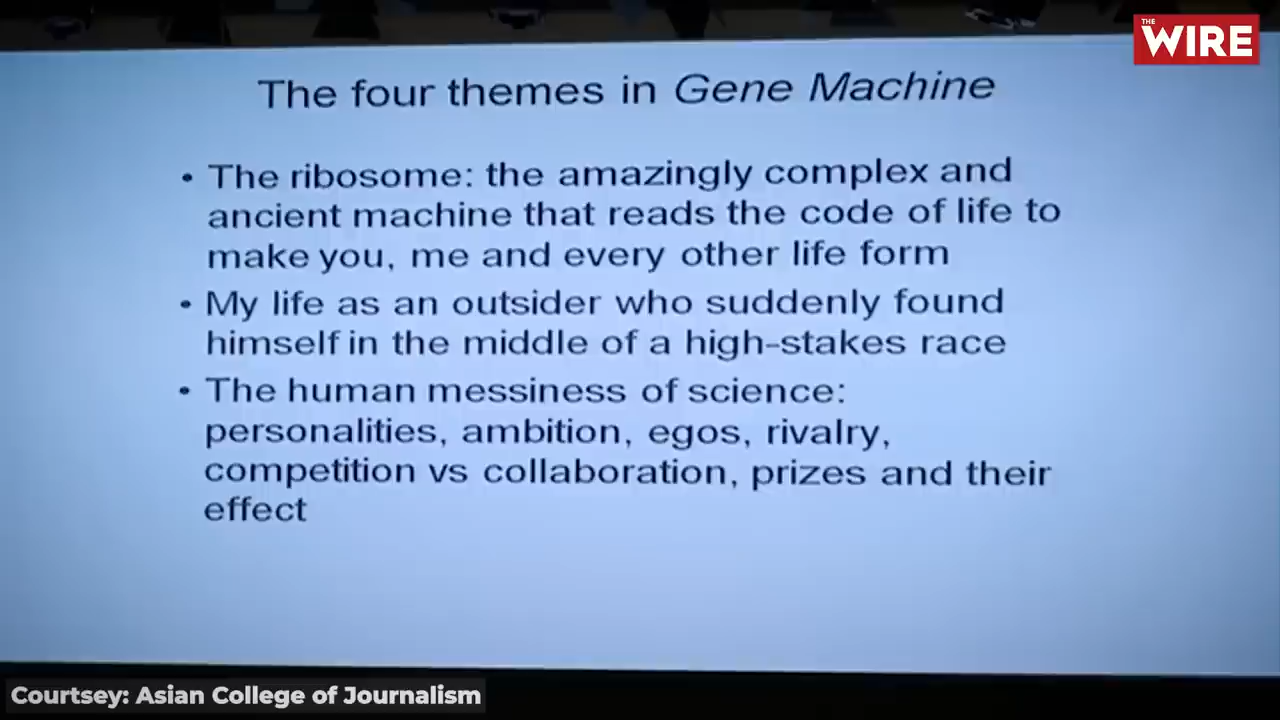 THE
WIRE
The four themes in Gene Machine
• The ribosome: the amazingly complex and
ancient machine that reads the code of life to
make you, me and every other life form
• My life as an outsider who suddenly found
himself in the middle of a high-stakes race
• The human messiness of science:
personalities, ambition, egos, rivalry,
competition vs collaboration, prizes and their
effect
Courtsey: Asian College of Journalism